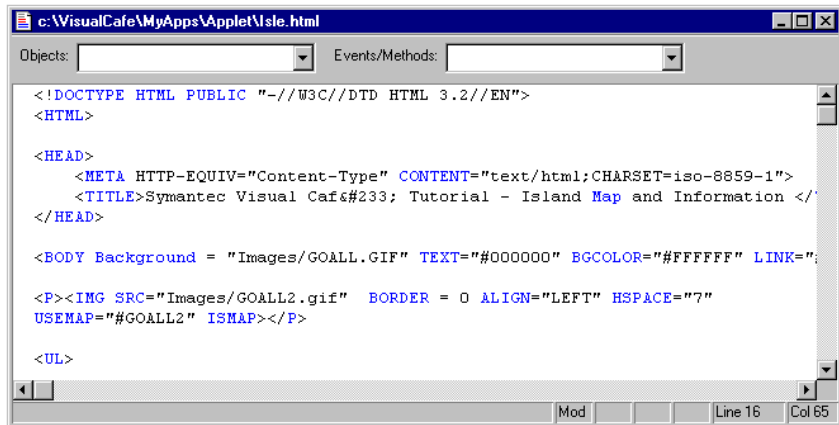 c:\VisualCafe\MyApps\Applet\Isle.html
Objects: Events/Methods:
<!DOCTYPE HTML PUBLIC "-//W3C//DTD HTML 3.2//EN">
<HTML>
<HEAD>
<META HTTP-EQUIV="Content-Type" CONTENT="text/html;CHARSET=iso-8859-1">
<TITLE>Symantec Visual Caf&#233; Tutorial - Island Map and Information </
</HEAD>
<BODY Background = "Images/GOALL.GIF" TEXT="#000000" BGCOLOR="#FFFFFF" LINK="
<P><IMG SRC="Images/GOALL2.gif"  BORDER = 0 ALIGN="LEFT" HSPACE="7"
USEMAP="#GOALL2" ISMAP></P>
<UL>
Mod Line 16 Col 65